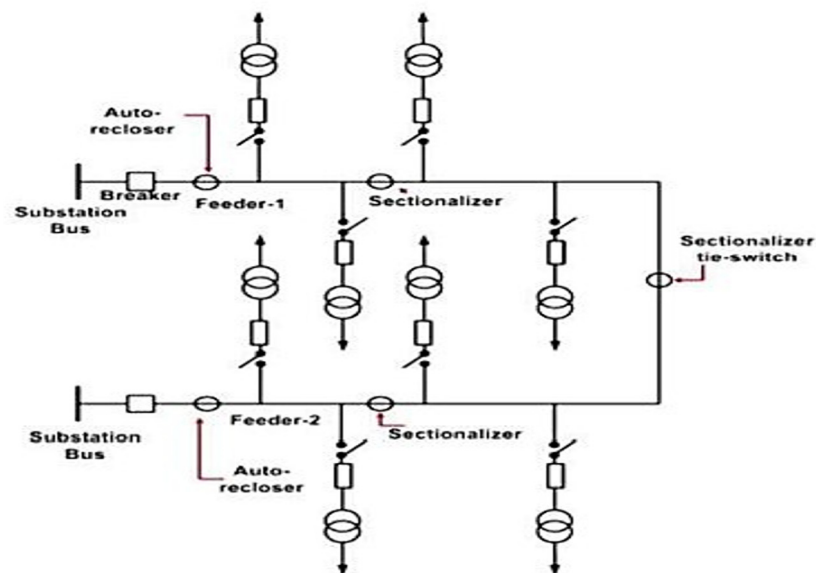 Auto-
recloser
Breaker
Substation
Bus
Feeder-1
Sectionalizer
Sectionalizer
tie-switch
Feeder-2
Sectionalizer
Substation
Bus
Auto-
recloser